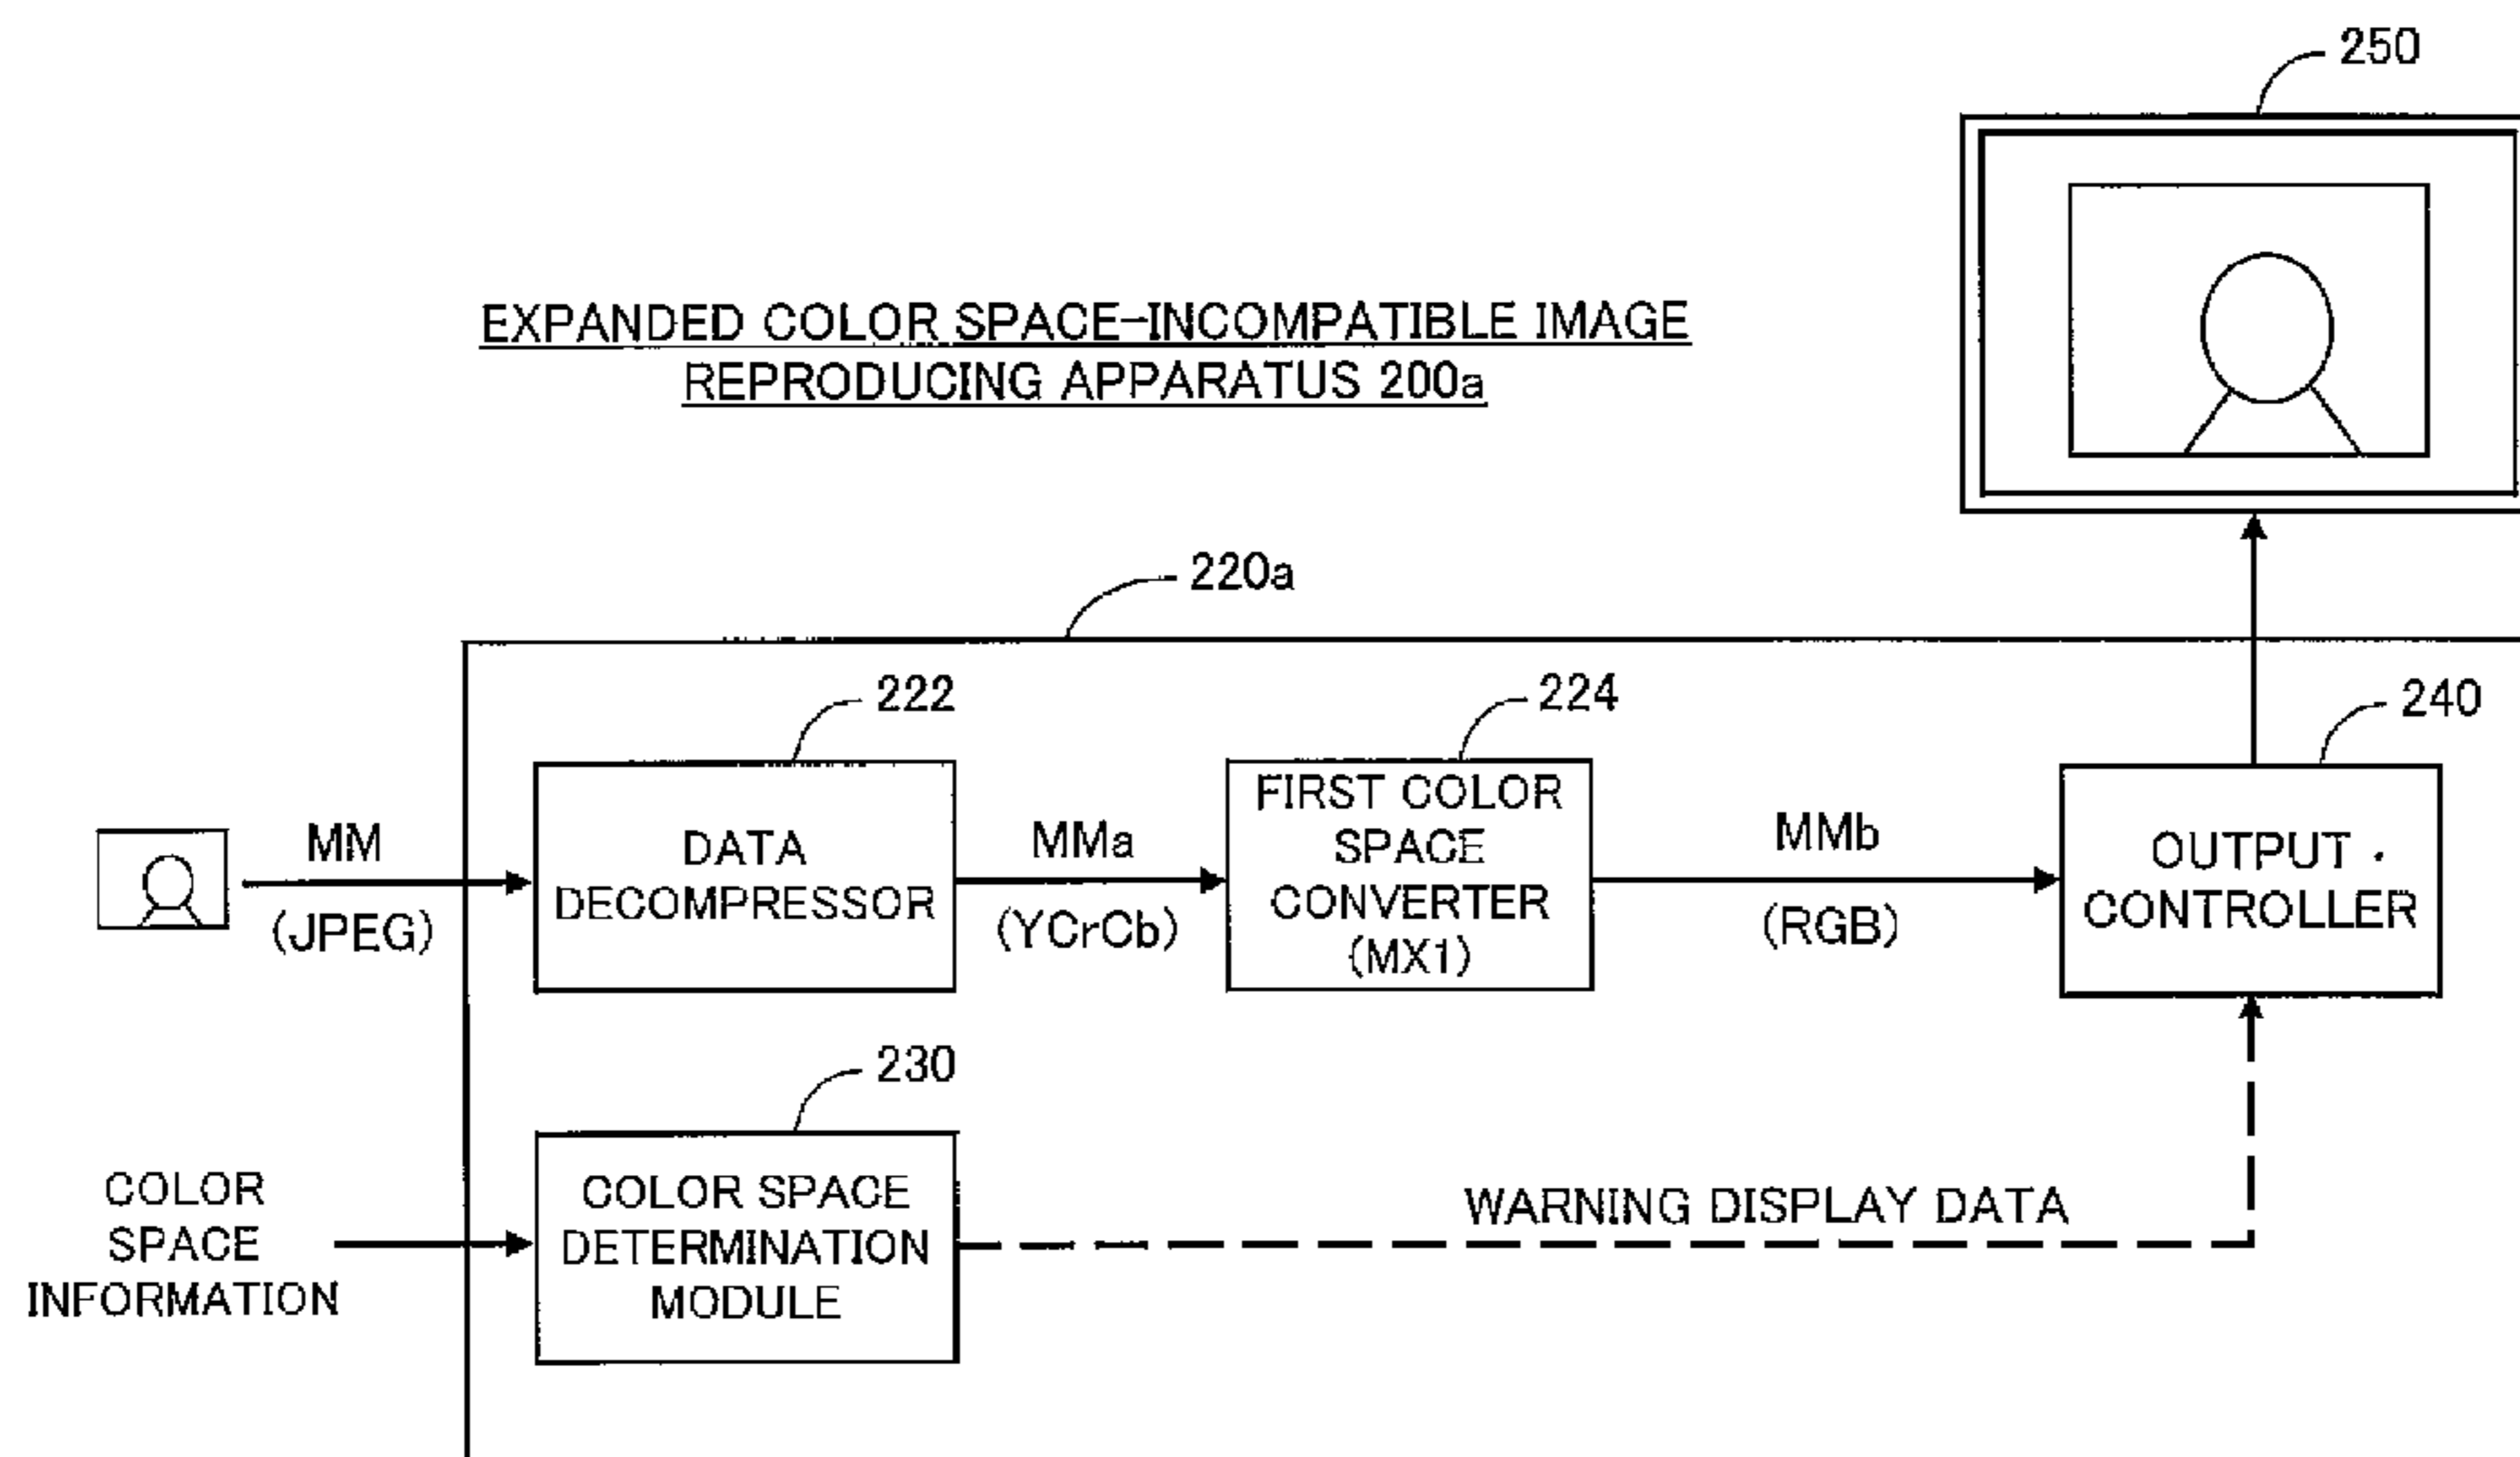 250
EXPANDED COLOR SPACE-INCOMPATIBLE IMAGE
REPRODUCING APPARATUS 200a
220a
222
224
240
MM
(JPEG)
DATA
DECOMPRESSOR
MMa
(YCrCb)
FIRST COLOR
SPACE
CONVERTER
(MX1)
MMb
(RGB)
OUTPUT
CONTROLLER
230
COLOR
SPACE
INFORMATION
COLOR SPACE
DETERMINATION
MODULE
WARNING DISPLAY DATA